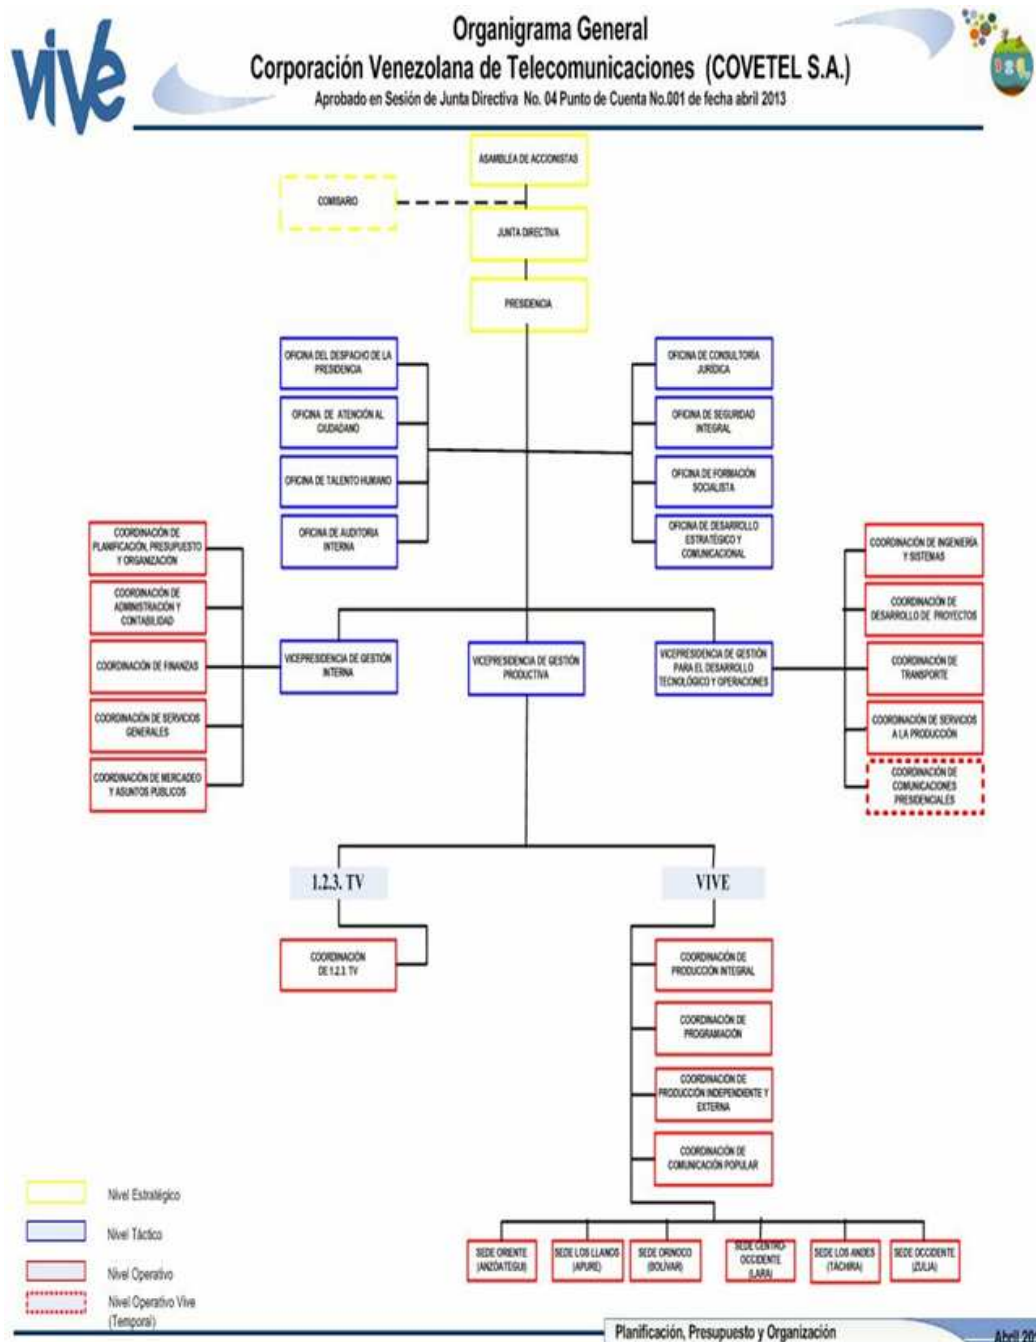 vive
Organigrama General
Corporación Venezolana de Telecomunicaciones (COVETEL S.A.)
Aprobado en Sesión de Junta Directiva No. 04 Punto de Cuenta No.001 de fecha abril 2013
ASAMBLEA DE ACCIONISTAS
COMISARIO
JUNTA DIRECTIVA
PRESIDENCIA
OFICINA DEL DESPACHO DE LA
PRESIDENCIA
OFICINA DE CONSULTORÍA
JURÍDICA
OFICINA DE ATENCIÓN AL
CIUDADANO
OFICINA DE SEGURIDAD
INTEGRAL
OFICINA DE TALENTO HUMANO
OFICINA DE FORMACIÓN
SOCIALISTA
OFICINA DE AUDITORIA
INTERNA
OFICINA DE DESARROLLO
ESTRATÉGICO Y
COMUNICACIONAL
COORDINACIÓN DE
PLANIFICACIÓN, PRESUPUESTO
Y ORGANIZACIÓN
COORDINACIÓN DE
ADMINISTRACIÓN Y
CONTABILIDAD
COORDINACIÓN DE FINANZAS
COORDINACIÓN DE SERVICIOS
GENERALES
COORDINACIÓN DE MERCADEO
Y ASUNTOS PÚBLICOS
VICEPRESIDENCIA DE GESTIÓN
INTERNA
VICEPRESIDENCIA DE GESTIÓN
PRODUCTIVA
VICEPRESIDENCIA DE GESTIÓN
PARA EL DESARROLLO
TECNOLÓGICO Y OPERACIONES
COORDINACIÓN DE INGENIERÍA
Y SISTEMAS
COORDINACIÓN DE
DESARROLLO DE PROYECTOS
COORDINACIÓN DE
TRANSPORTE
COORDINACIÓN DE SERVICIOS
A LA PRODUCCIÓN
COORDINACIÓN DE
COMUNICACIONES
PRESIDENCIALES
1.2.3. TV
VIVE
COORDINACIÓN
DE 1.2.3. TV
COORDINACIÓN DE
PRODUCCIÓN INTEGRAL
COORDINACIÓN DE
PROGRAMACIÓN
COORDINACIÓN DE
PRODUCCIÓN INDEPENDIENTE Y
EXTERNA
COORDINACIÓN DE
COMUNICACIÓN POPULAR
SEDE ORIENTE
(ANZÓATEGUI)
SEDE LOS LLANOS
(APURE)
SEDE ORINOCO
(BOLÍVAR)
SEDE CENTRO-
OCCIDENTE
(LARA)
SEDE LOS ANDES
(TÁCHIRA)
SEDE OCCIDENTE
(ZULIA)
Nivel Estratégico
Nivel Táctico
Nivel Operativo
Nivel Operativo Vive
(Temporal)
Planificación, Presupuesto y Organización
Abril 20